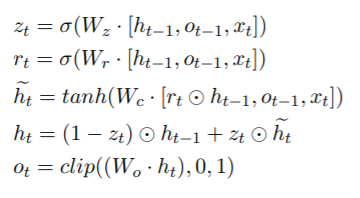 z_t = σ(W_z · [h_{t−1}, o_{t−1}, x_t])
r_t = σ(W_r · [h_{t−1}, o_{t−1}, x_t])
h̃_t = tanh(W_c · [r_t ⊙ h_{t−1}, o_{t−1}, x_t])
h_t = (1 − z_t) ⊙ h_{t−1} + z_t ⊙ h̃_t
o_t = clip((W_o · h_t), 0, 1)